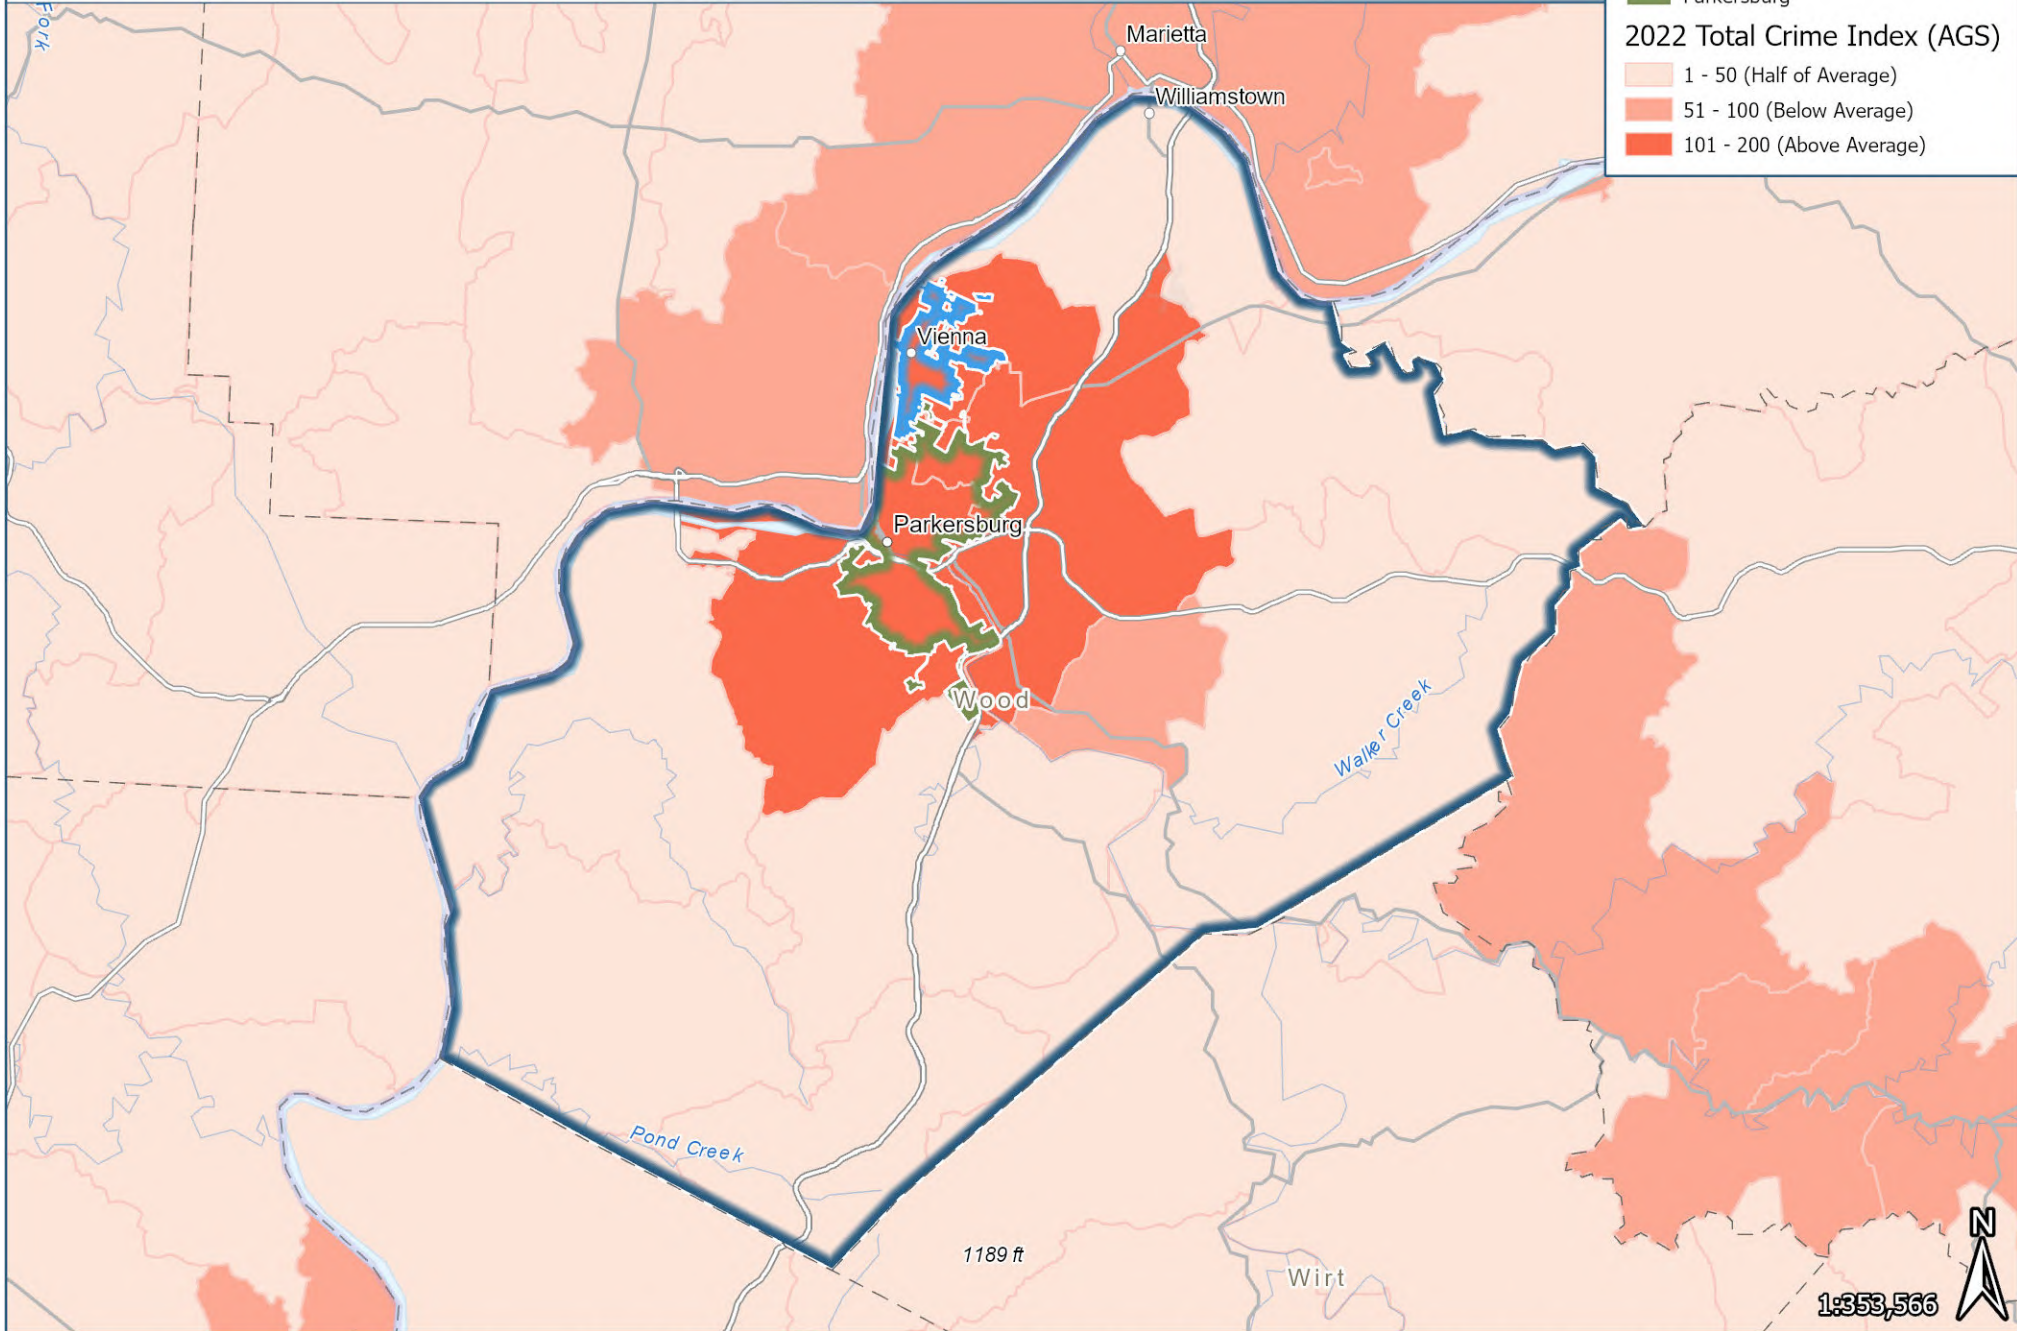 Fork
Parkersburg
2022 Total Crime Index (AGS)
1 - 50 (Half of Average)
51 - 100 (Below Average)
101 - 200 (Above Average)
Marietta
Williamstown
Vienna
Parkersburg
Wood
Walker Creek
Pond Creek
1189 ft
Wirt
N
1:353,566